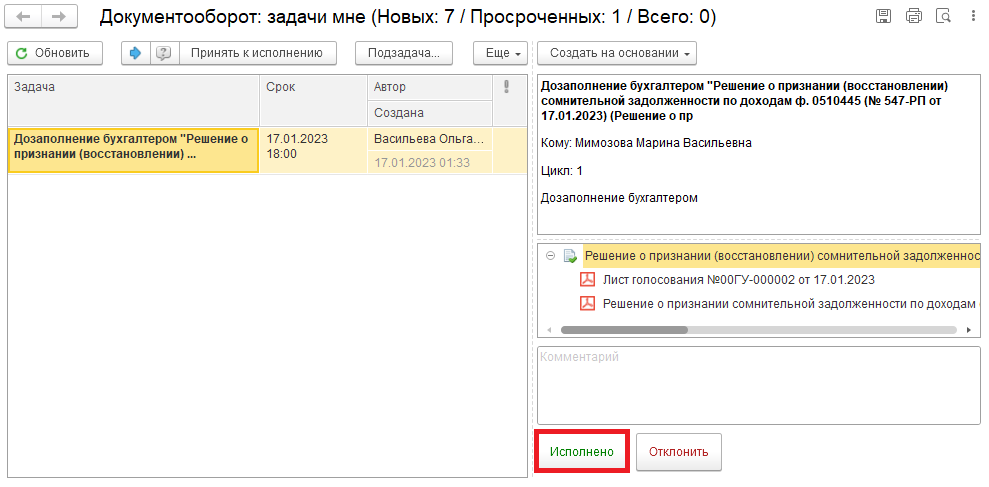 Документооборот: задачи мне (Новых: 7 / Просроченных: 1 / Всего: 0)
Обновить
Принять к исполнению
Подзадача...
Еще
Создать на основании
Задача
Срок
Автор
Создана
Дозаполнение бухгалтером "Решение о
признании (восстановлении) ...
17.01.2023
18:00
Васильева Ольга...
17.01.2023 01:33
Дозаполнение бухгалтером "Решение о признании (восстановлении)
сомнительной задолженности по доходам ф. 0510445 (№ 547-РП от
17.01.2023) (Решение о пр
Кому: Мимозова Марина Васильевна
Цикл: 1
Дозаполнение бухгалтером
Решение о признании (восстановлении) сомнительной задолженнос
Лист голосования №00ГУ-000002 от 17.01.2023
Решение о признании сомнительной задолженности по доходам
Комментарий
Исполнено
Отклонить